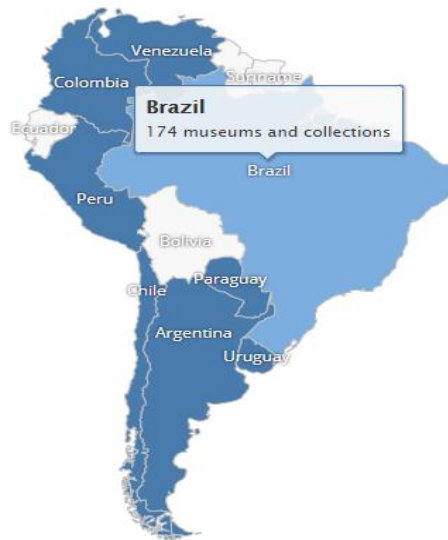 Venezuela
Colombia
Suriname
Brazil
174 museums and collections
Ecuador
Brazil
Peru
Bolivia
Paraguay
Chile
Argentina
Uruguay